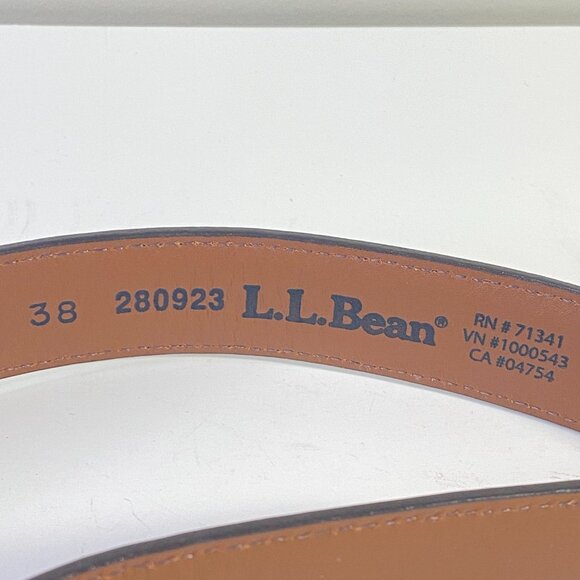 38 280923 L.L.Bean®
RN # 71341
VN #1000543
CA #04754